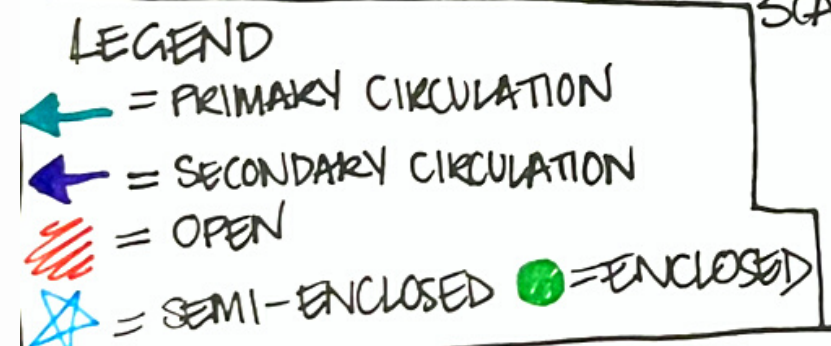 LEGEND
= PRIMARY CIRCULATION
= SECONDARY CIRCULATION
= OPEN
= SEMI-ENCLOSED = ENCLOSED